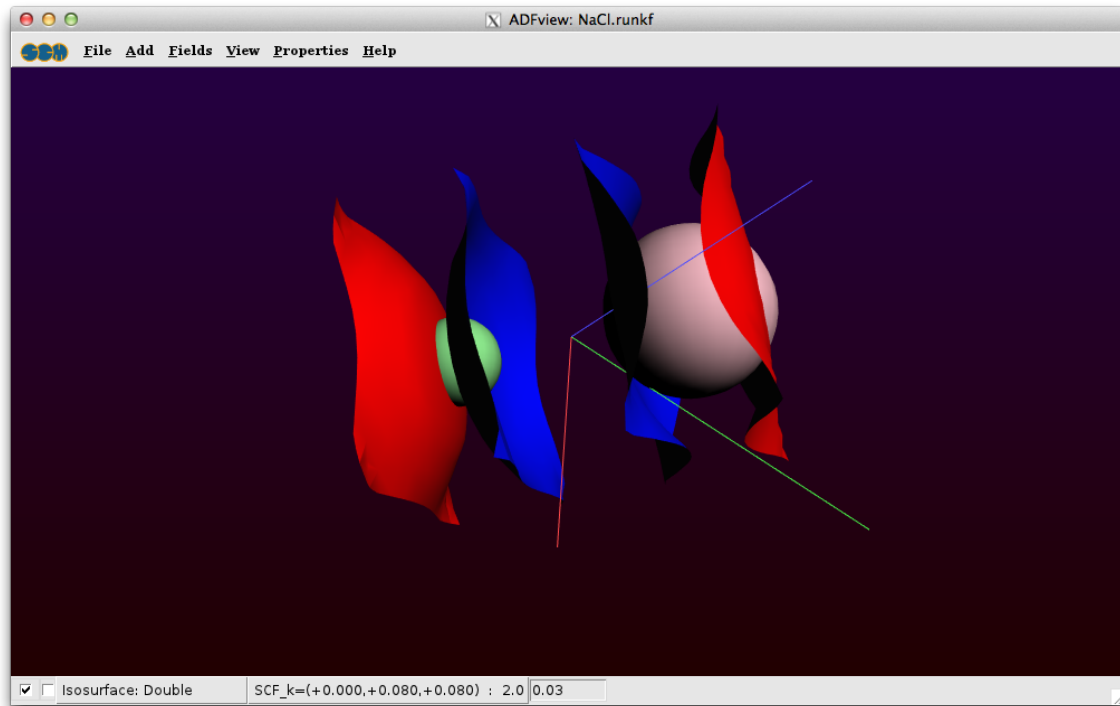 ADFview: NaCl.runkf
SCM File Add Fields View Properties Help
Isosurface: Double SCF_k=(+0.000,+0.080,+0.080) : 2.0 0.03